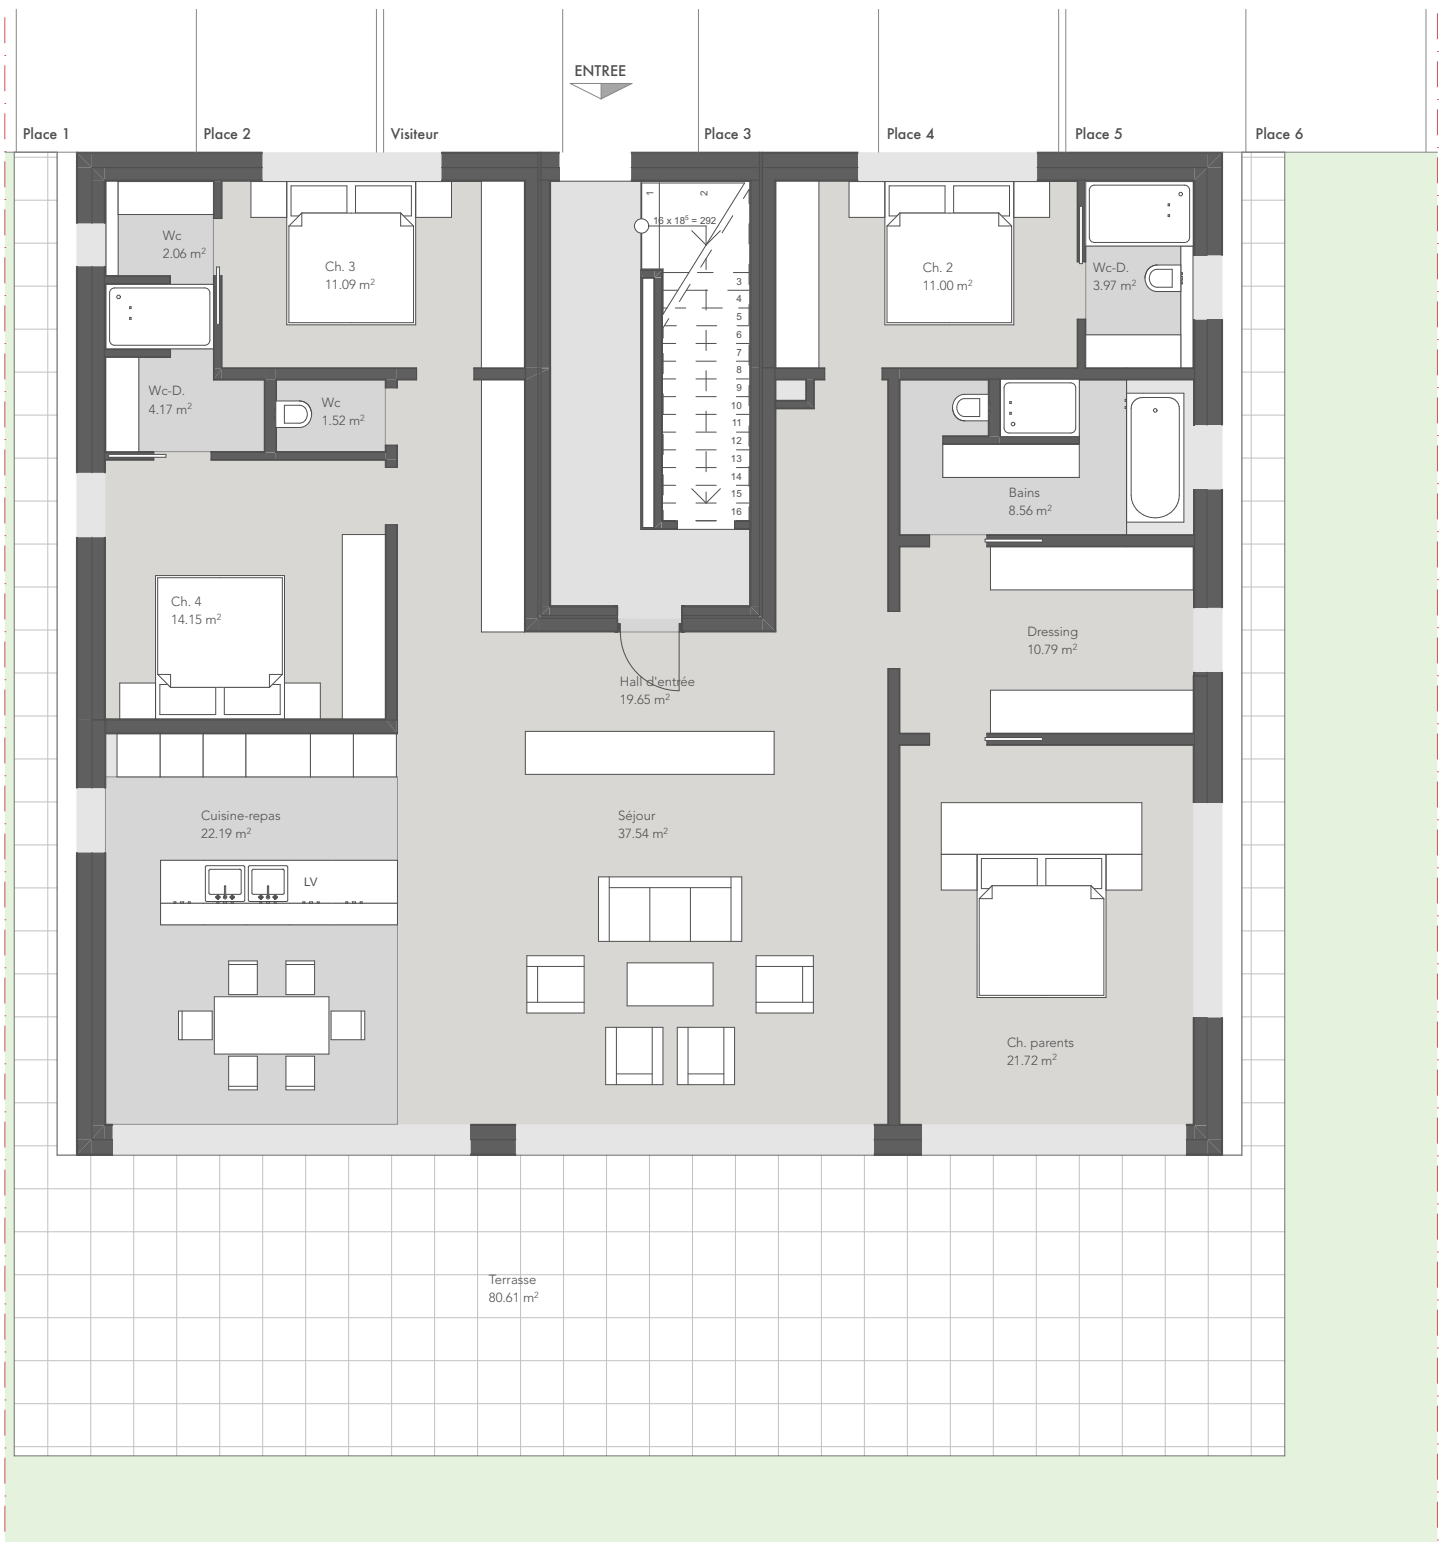 ENTREE
Place 1
Place 2
Visiteur
Place 3
Place 4
Place 5
Place 6
1
2
16 x 18⁵ = 292
Wc
2.06 m²
Ch. 3
11.09 m²
Ch. 2
11.00 m²
Wc-D.
3.97 m²
3
4
5
6
7
8
9
10
11
12
13
14
15
16
Wc-D.
4.17 m²
Wc
1.52 m²
Bains
8.56 m²
Ch. 4
14.15 m²
Dressing
10.79 m²
Hall d'entrée
19.65 m²
Cuisine-repas
22.19 m²
Séjour
37.54 m²
LV
Ch. parents
21.72 m²
Terrasse
80.61 m²